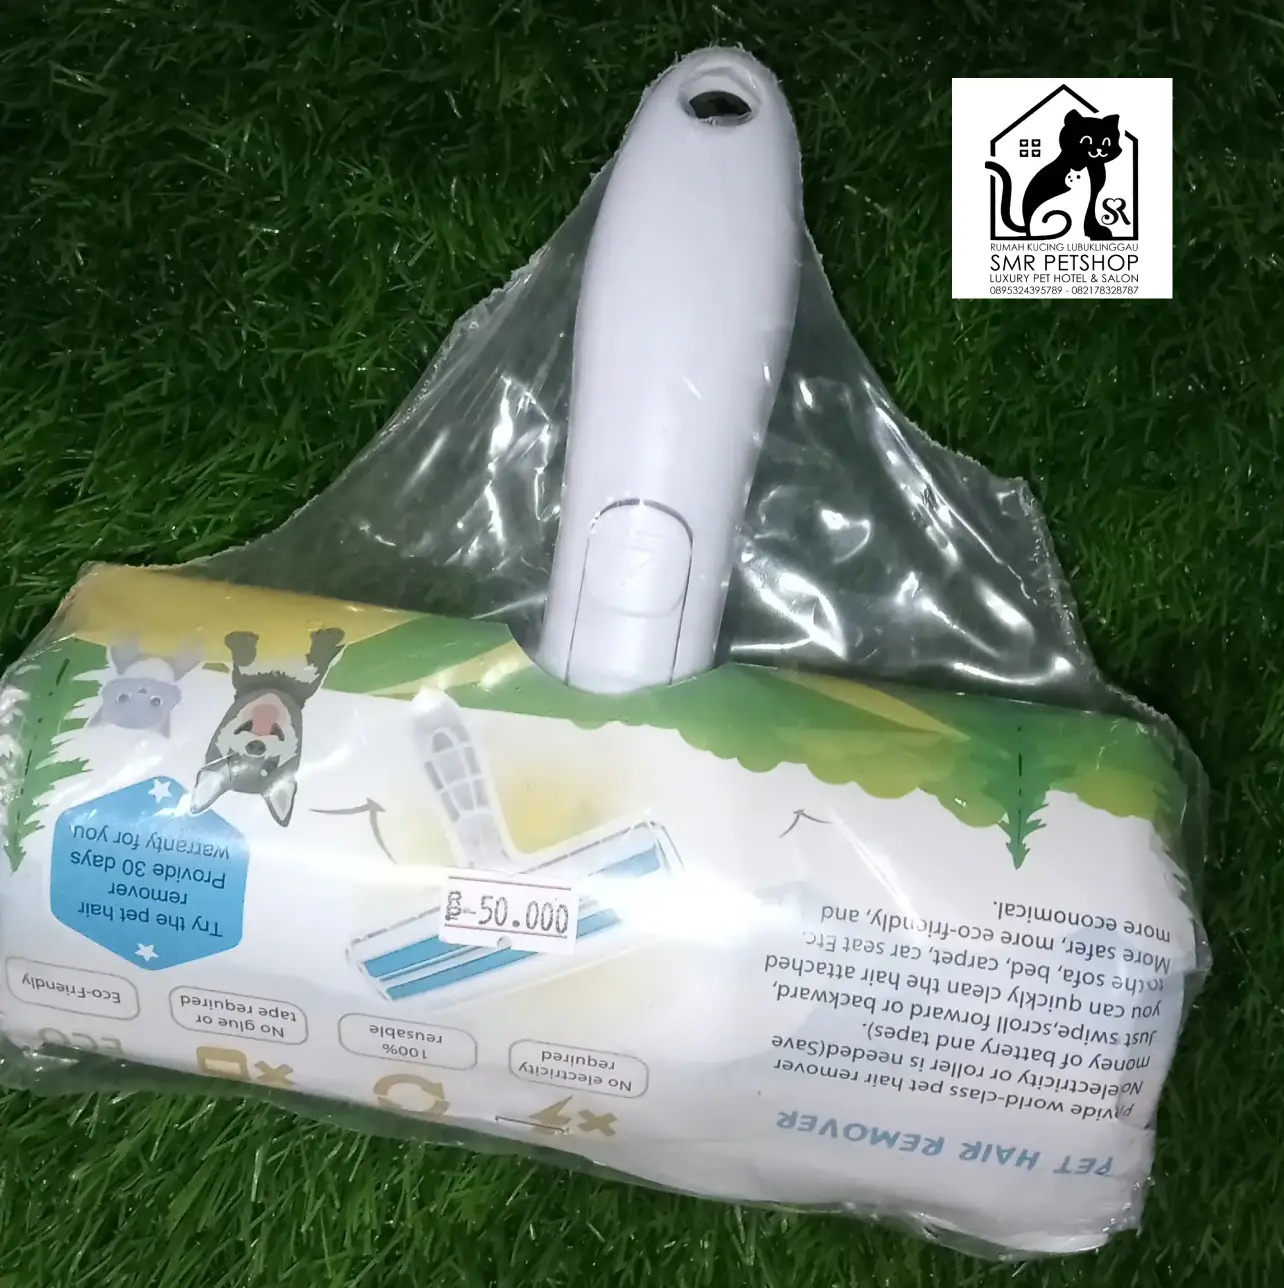 RUMAH KUCING LUBUKLINGGAU
SMR PETSHOP
LUXURY PET HOTEL & SALON
0895324395789 - 082178328787
SR
-50.000
PET HAIR REMOVER
world-class pet hair remover
No electricity or roller is needed(Save
money of battery and tapes).
Just swipe,scroll forward or backward,
you can quickly clean the hair attached
to the sofa, bed, carpet, car seat Etc.
More safer, more eco-friendly, and
more economical.
No electricity
required
100%
reusable
No glue or
tape required
ECO
Eco-Friendly
Try the pet hair
remover
Provide 30 days
warranty for you.